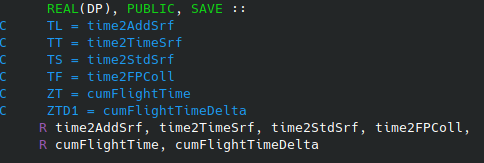 REAL(DP), PUBLIC, SAVE ::
C TL = time2AddSrf
C TT = time2TimeSrf
C TS = time2StdSrf
C TF = time2FPColl
C ZT = cumFlightTime
C ZTD1 = cumFlightTimeDelta
R time2AddSrf, time2TimeSrf, time2StdSrf, time2FPColl,
R cumFlightTime, cumFlightTimeDelta